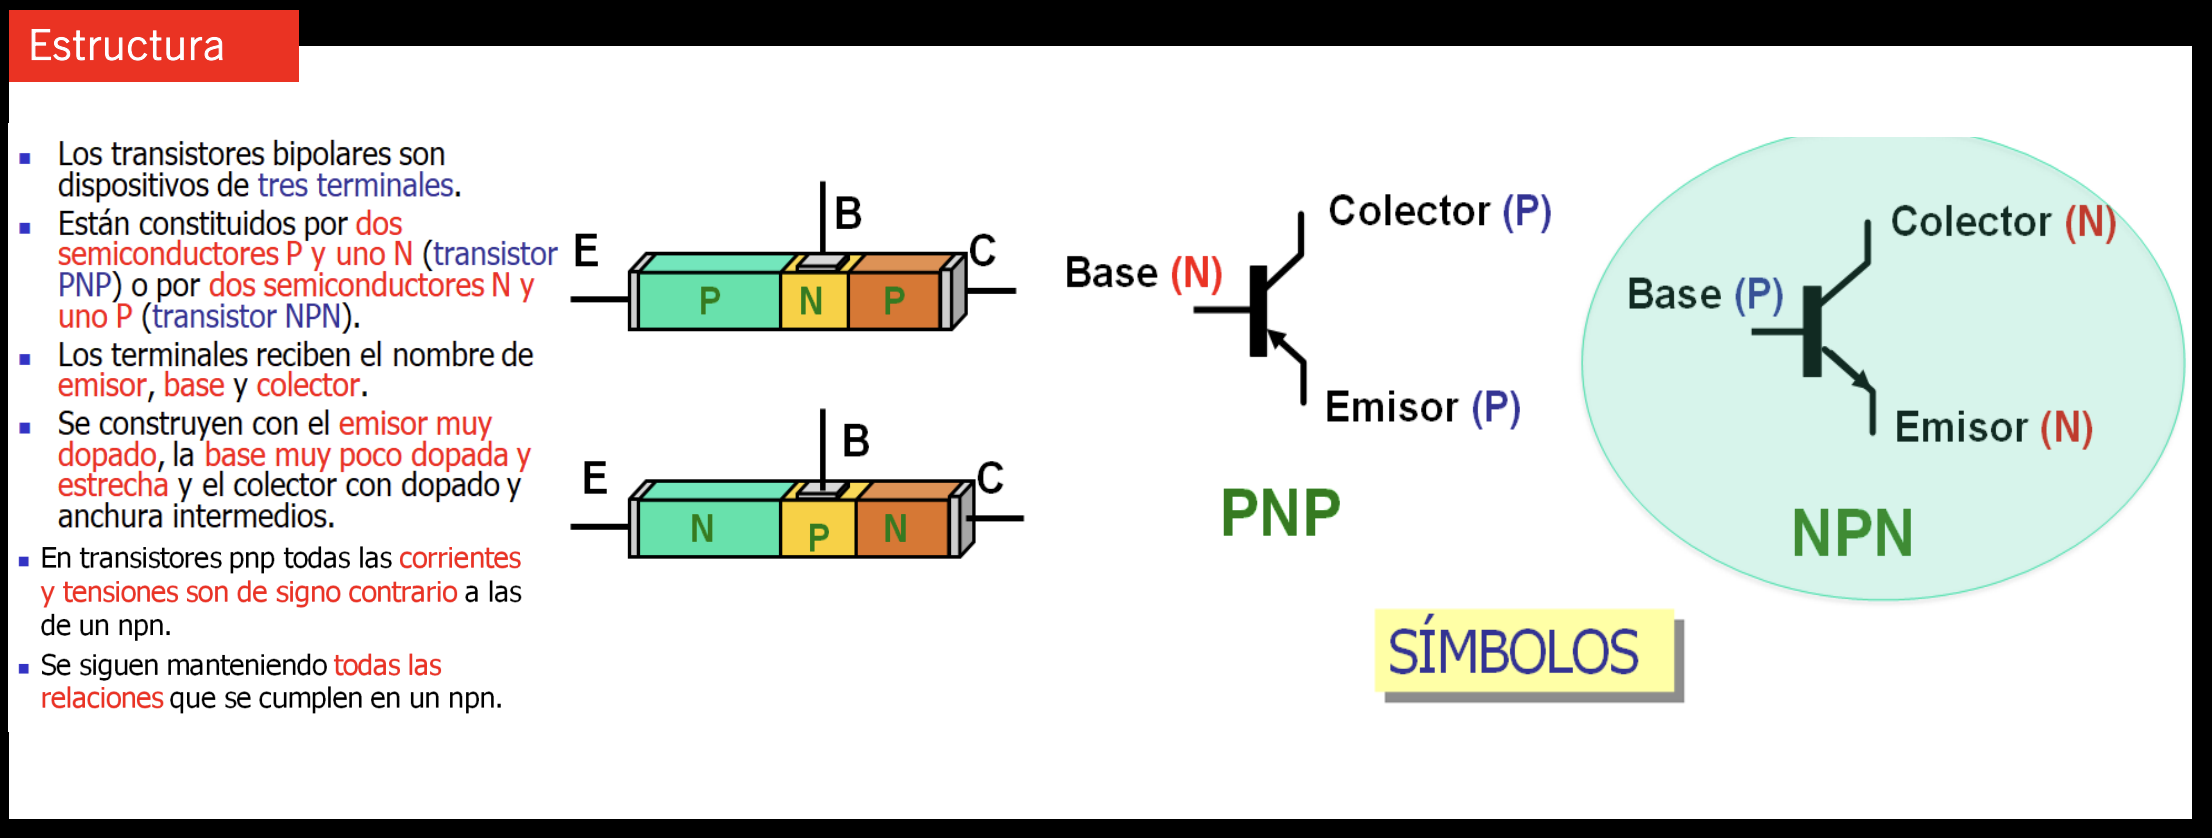 Estructura
Los transistores bipolares son
dispositivos de tres terminales.
Están constituidos por dos
semiconductores P y uno N (transistor
PNP) o por dos semiconductores N y
uno P (transistor NPN).
Los terminales reciben el nombre de
emisor, base y colector.
Se construyen con el emisor muy
dopado, la base muy poco dopada y
estrecha y el colector con dopado y
anchura intermedios.
En transistores pnp todas las corrientes
y tensiones son de signo contrario a las
de un npn.
Se siguen manteniendo todas las
relaciones que se cumplen en un npn.
B
E
C
P N P
B
E
C
N P N
Colector (P)
Base (N)
Emisor (P)
PNP
Colector (N)
Base (P)
Emisor (N)
NPN
SÍMBOLOS